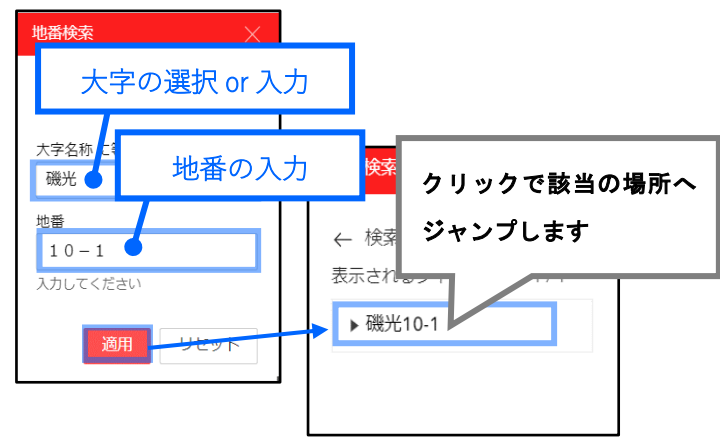 地番検索
大字の選択 or 入力
大字名称
磯光
地番の入力
地番
１０－１
入力してください
適用
リセット
検索
← 検索
表示される
▶磯光10-1
クリックで該当の場所へ
ジャンプします